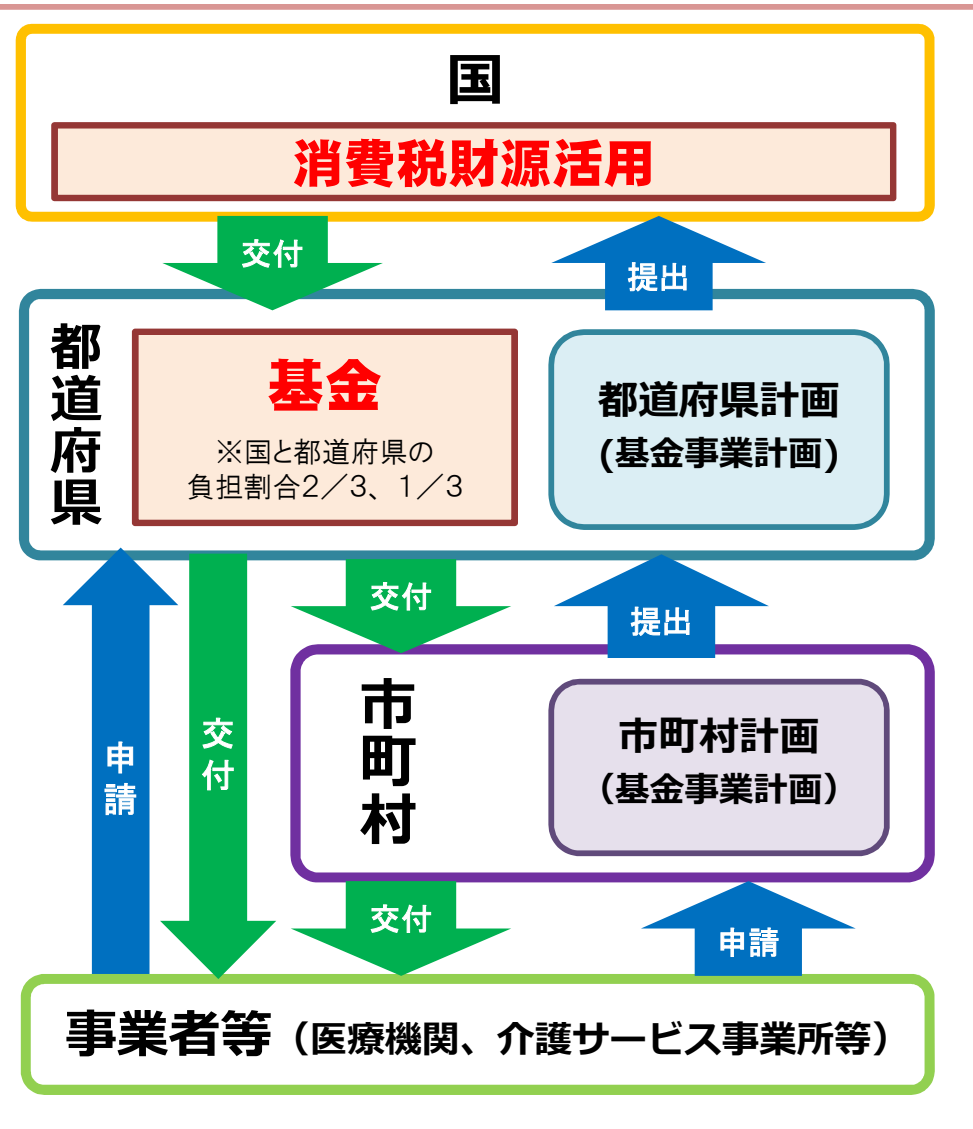 国
消費税財源活用
交付
提出
都道府県
基金
※国と都道府県の
負担割合2／3、1／3
都道府県計画
(基金事業計画)
交付
提出
申請
交付
市町村
市町村計画
（基金事業計画）
交付
申請
事業者等（医療機関、介護サービス事業所等）